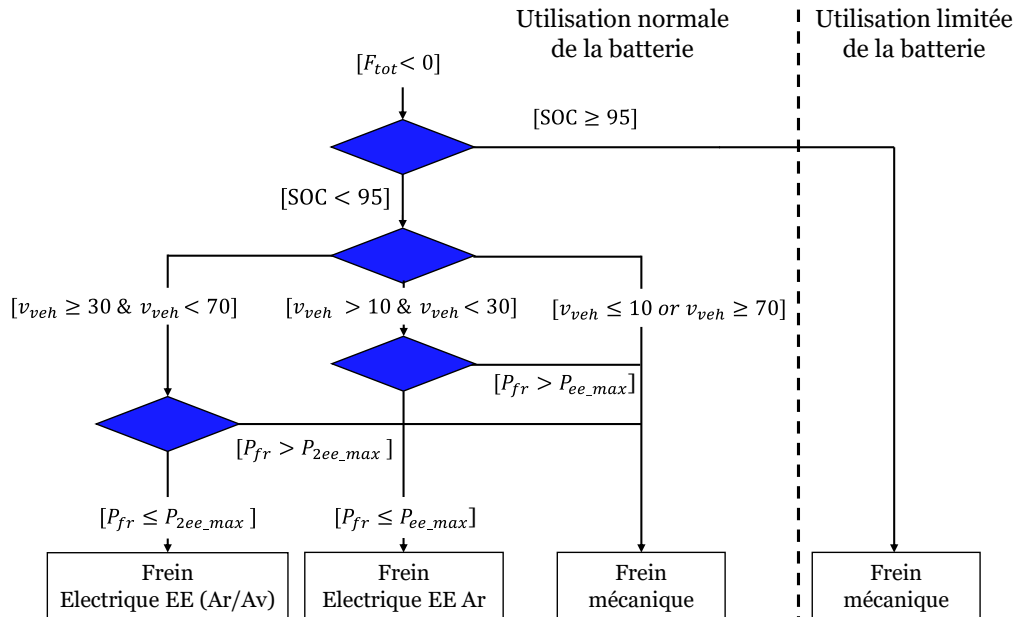 Utilisation normale
de la batterie
Utilisation limitée
de la batterie
[F_tot < 0]
[SOC ≥ 95]
[SOC < 95]
[v_veh ≥ 30 & v_veh < 70]
[v_veh > 10 & v_veh < 30]
[v_veh ≤ 10 or v_veh ≥ 70]
[P_fr > P_ee_max]
[P_fr > P_2ee_max ]
[P_fr ≤ P_2ee_max ]
[P_fr ≤ P_ee_max]
Frein
Electrique EE (Ar/Av)
Frein
Electrique EE Ar
Frein
mécanique
Frein
mécanique